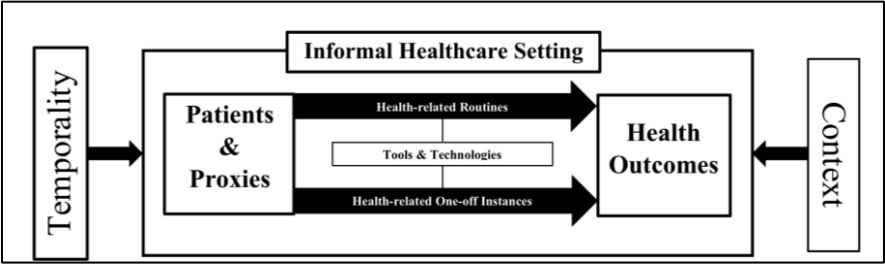 Informal Healthcare Setting
Temporality
Patients
&
Proxies
Health-related Routines
Tools & Technologies
Health-related One-off Instances
Health
Outcomes
Context